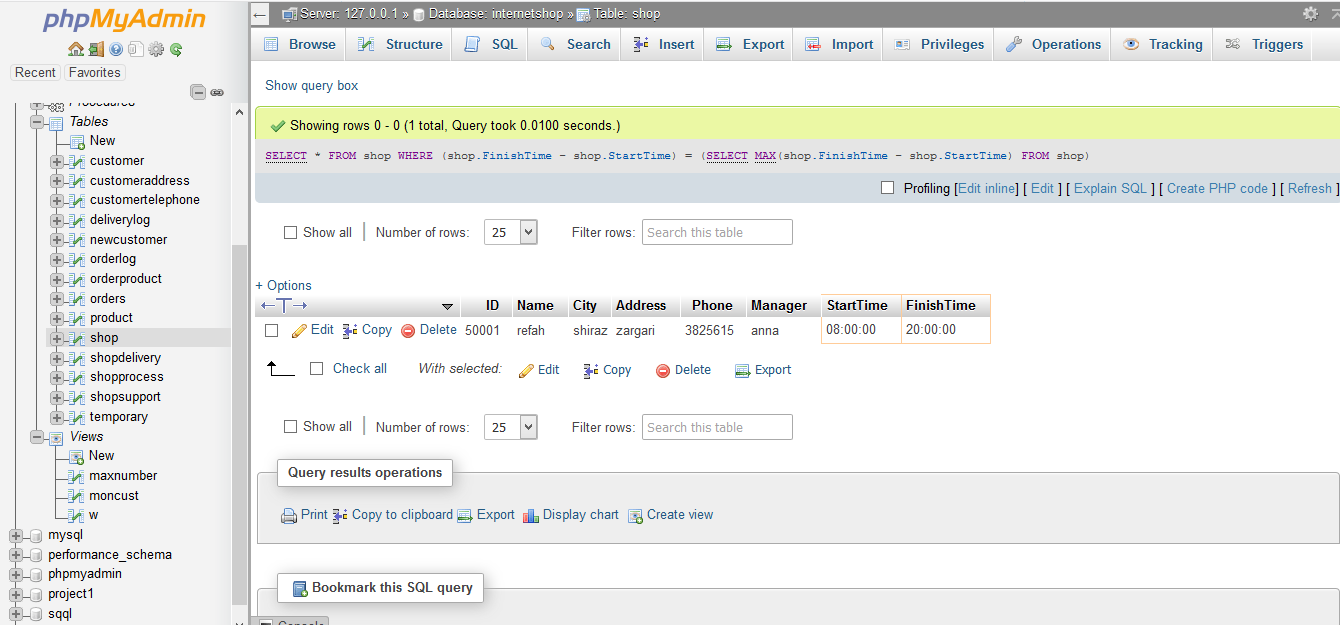 phpMyAdmin
Recent Favorites
Procedures
Tables
New
customer
customeraddress
customertelephone
deliverylog
newcustomer
orderlog
orderproduct
orders
product
shop
shopdelivery
shopprocess
shopsupport
temporary
Views
New
maxnumber
moncust
w
mysql
performance_schema
phpmyadmin
project1
sqql
Server: 127.0.0.1 » Database: internetshop » Table: shop
Browse Structure SQL Search Insert Export Import Privileges Operations Tracking Triggers
Show query box
Showing rows 0 - 0 (1 total, Query took 0.0100 seconds.)
SELECT * FROM shop WHERE (shop.FinishTime - shop.StartTime) = (SELECT MAX(shop.FinishTime - shop.StartTime) FROM shop)
Profiling [Edit inline] [ Edit ] [ Explain SQL ] [ Create PHP code ] [ Refresh ]
Show all | Number of rows: 25 Filter rows: Search this table
+ Options
ID Name City Address Phone Manager StartTime FinishTime
Edit Copy Delete 50001 refah shiraz zargari 3825615 anna 08:00:00 20:00:00
Check all With selected: Edit Copy Delete Export
Show all | Number of rows: 25 Filter rows: Search this table
Query results operations
Print Copy to clipboard Export Display chart Create view
Bookmark this SQL query
Console